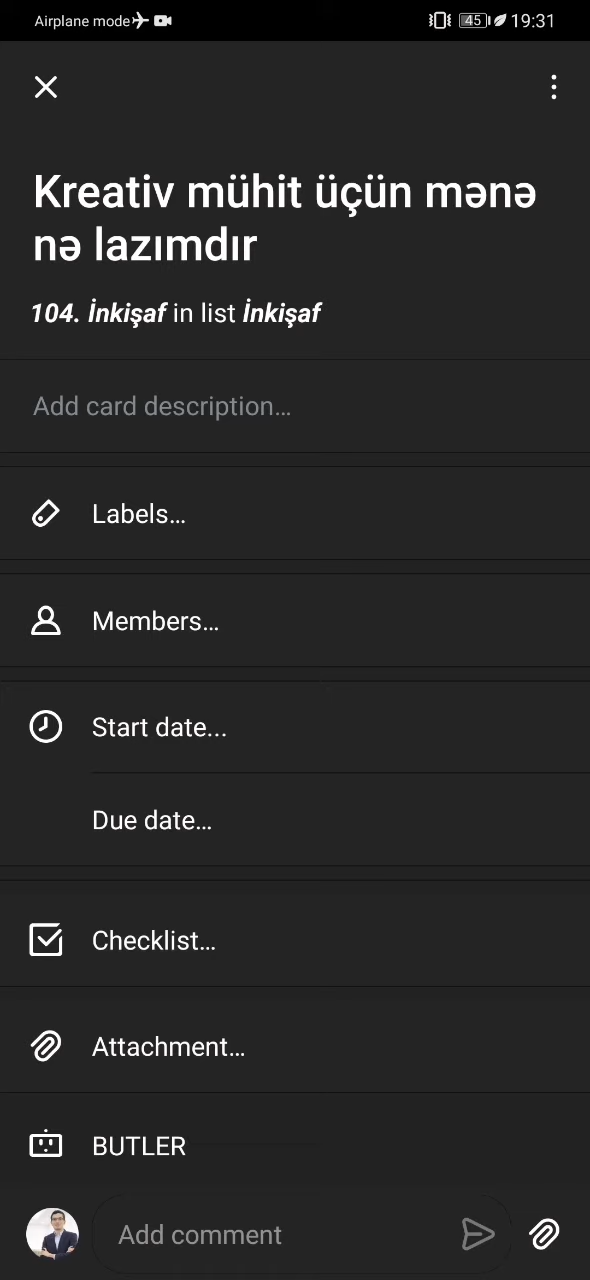 Airplane mode 45 19:31
Kreativ mühit üçün mənə
nə lazımdır
104. İnkişaf in list İnkişaf
Add card description...
Labels...
Members...
Start date...
Due date...
Checklist...
Attachment...
BUTLER
Add comment